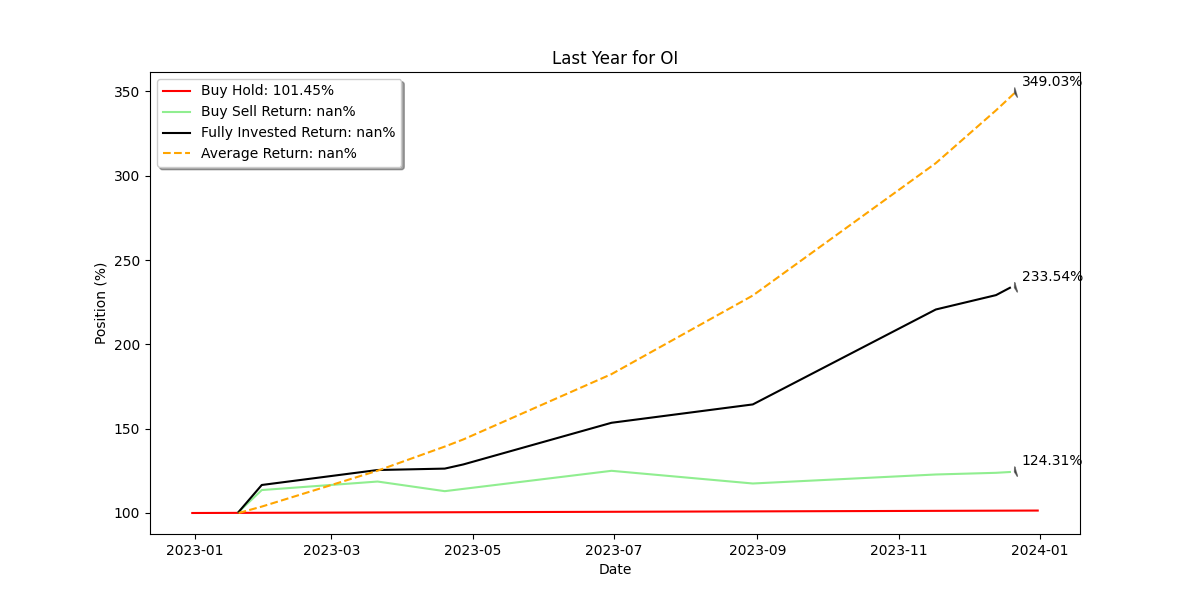 Last Year for OI
Buy Hold: 101.45%
Buy Sell Return: nan%
Fully Invested Return: nan%
Average Return: nan%
349.03%
233.54%
124.31%
Position (%)
350
300
250
200
150
100
2023-01
2023-03
2023-05
2023-07
2023-09
2023-11
2024-01
Date